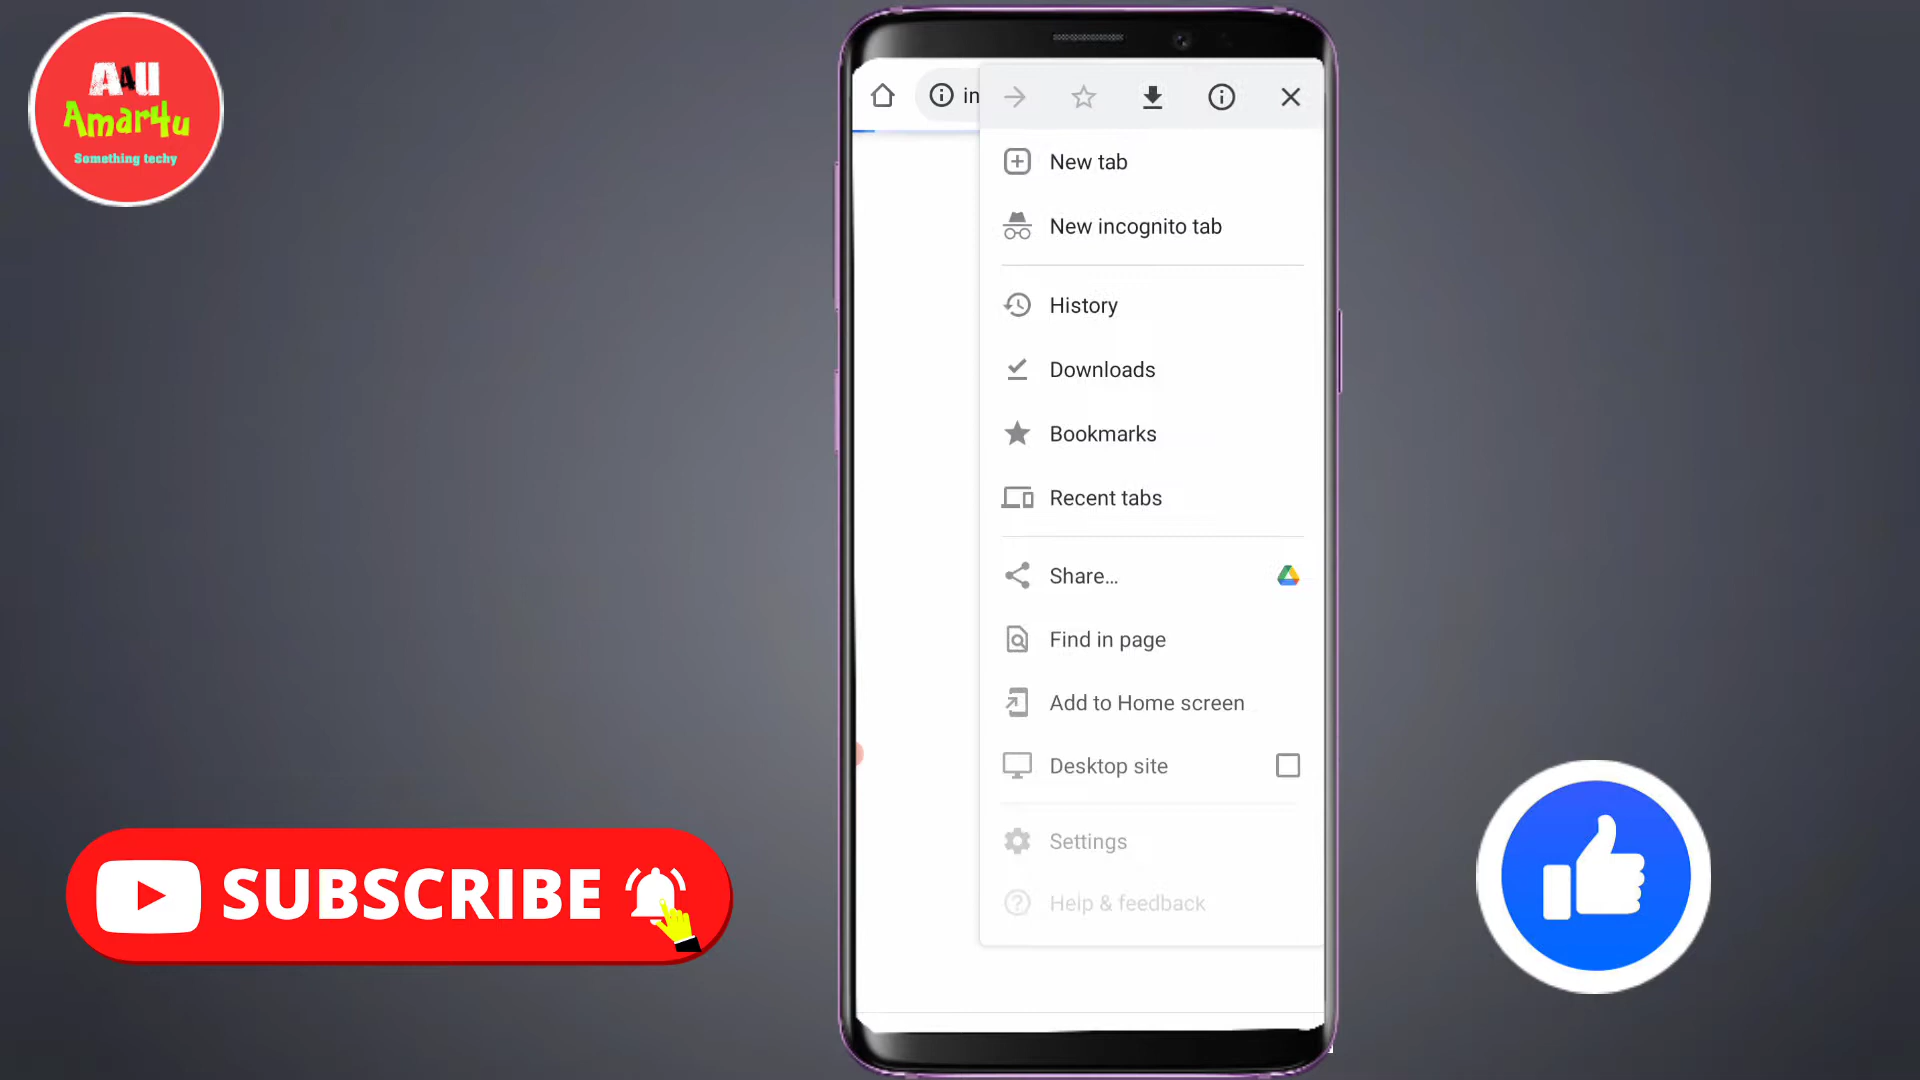 A4U
Amar4u
Something techy
in
New tab
New incognito tab
History
Downloads
Bookmarks
Recent tabs
Share...
Find in page
Add to Home screen
Desktop site
Settings
Help & feedback
SUBSCRIBE